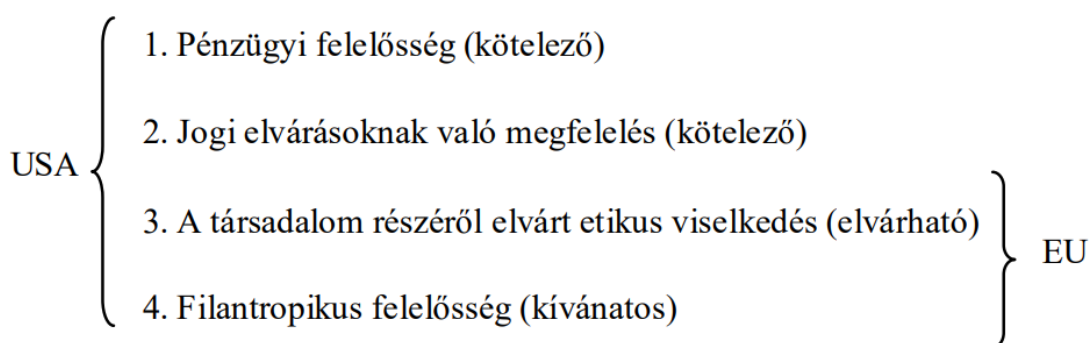 1. Pénzügyi felelősség (kötelező)
2. Jogi elvárásoknak való megfelelés (kötelező)
USA
3. A társadalom részéről elvárt etikus viselkedés (elvárható)
EU
4. Filantropikus felelősség (kívánatos)